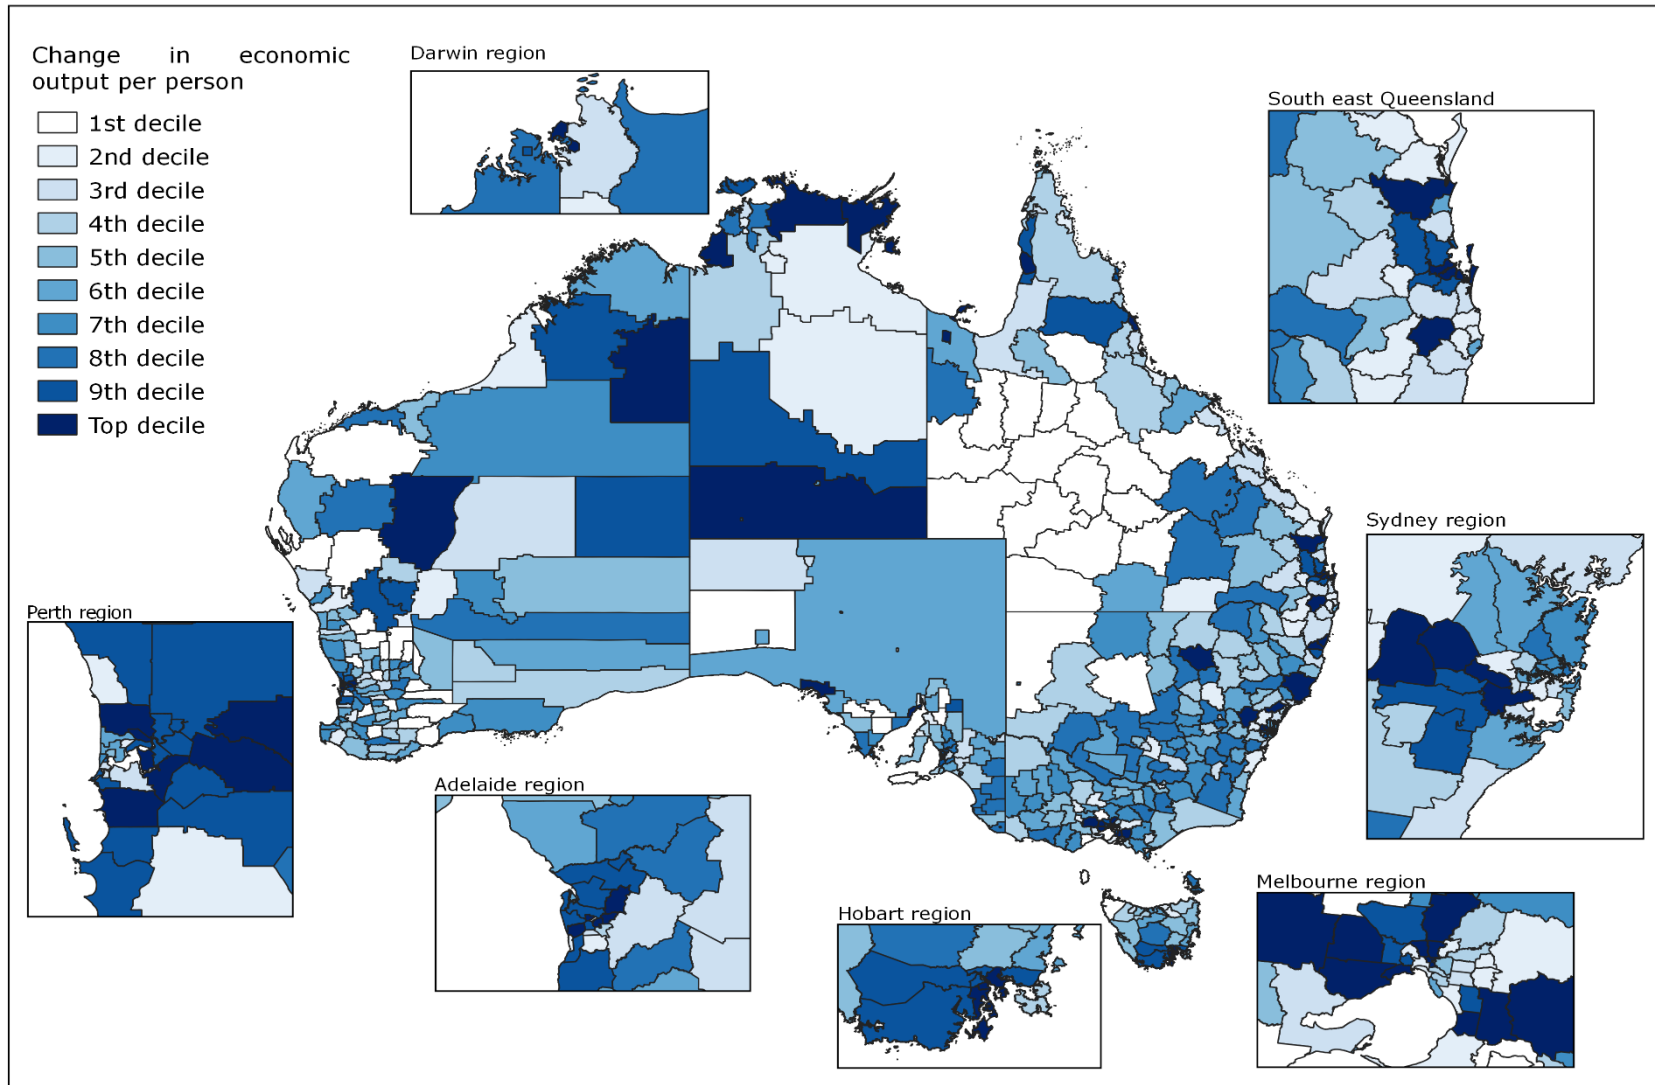 Change in economic
output per person
1st decile
2nd decile
3rd decile
4th decile
5th decile
6th decile
7th decile
8th decile
9th decile
Top decile
Darwin region
South east Queensland
Sydney region
Perth region
Adelaide region
Hobart region
Melbourne region